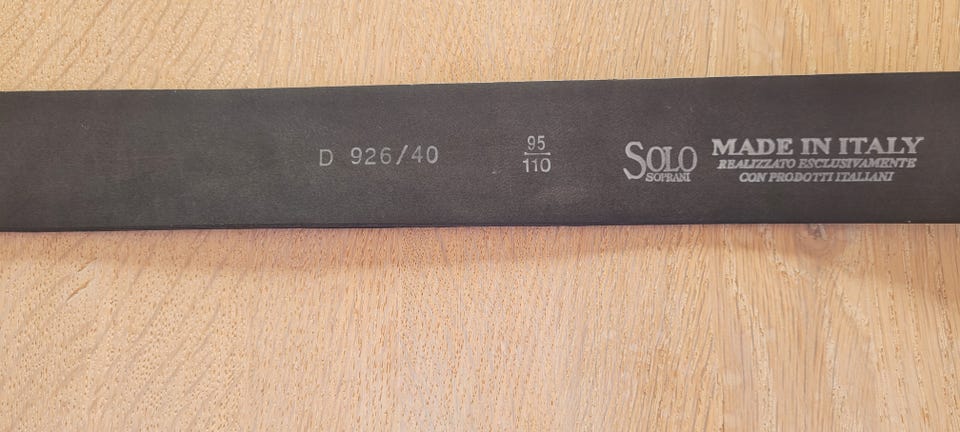 D 926/40
95
110
SOLO
SOPRANI
MADE IN ITALY
REALIZZATO ESCLUSIVAMENTE
CON PRODOTTI ITALIANI